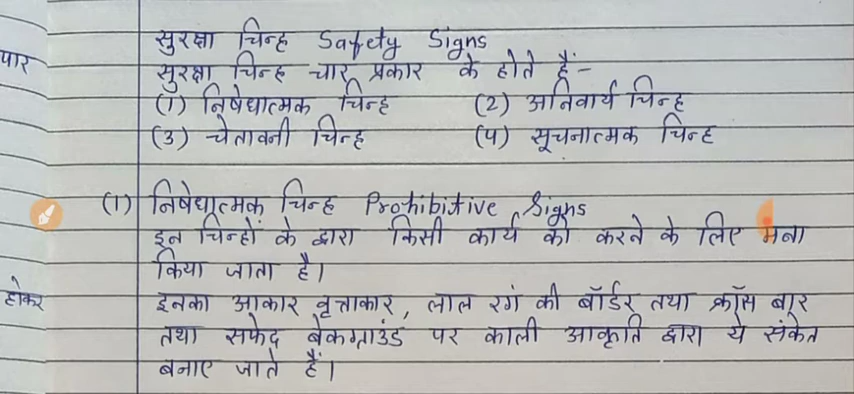 सुरक्षा चिन्ह Safety Signs
पार
सुरक्षा चिन्ह चार प्रकार के होते हैं -
(1) निषेधात्मक चिन्ह (2) अनिवार्य चिन्ह
(3) चेतावनी चिन्ह (4) सूचनात्मक चिन्ह
(1) निषेधात्मक चिन्ह Prohibitive Signs
इन चिन्हों के द्वारा किसी कार्य को करने के लिए मना
किया जाता है।
होकर
इनका आकार वृत्ताकार, लाल रगं की बॉर्डर तथा क्रॉस बार
तथा सफेद बेकग्राउंड पर काली आकृति द्वारा ये संकेत
बनाए जाते हैं।